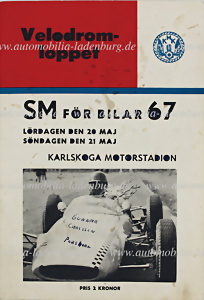 Velodrom-
loppet
www.automobilia-ladenburg.de
KAK
SM FÖR BILAR 67
LÖRDAGEN DEN 20 MAJ
SÖNDAGEN DEN 21 MAJ
KARLSKOGA MOTORSTADION
PRIS 2 KRONOR